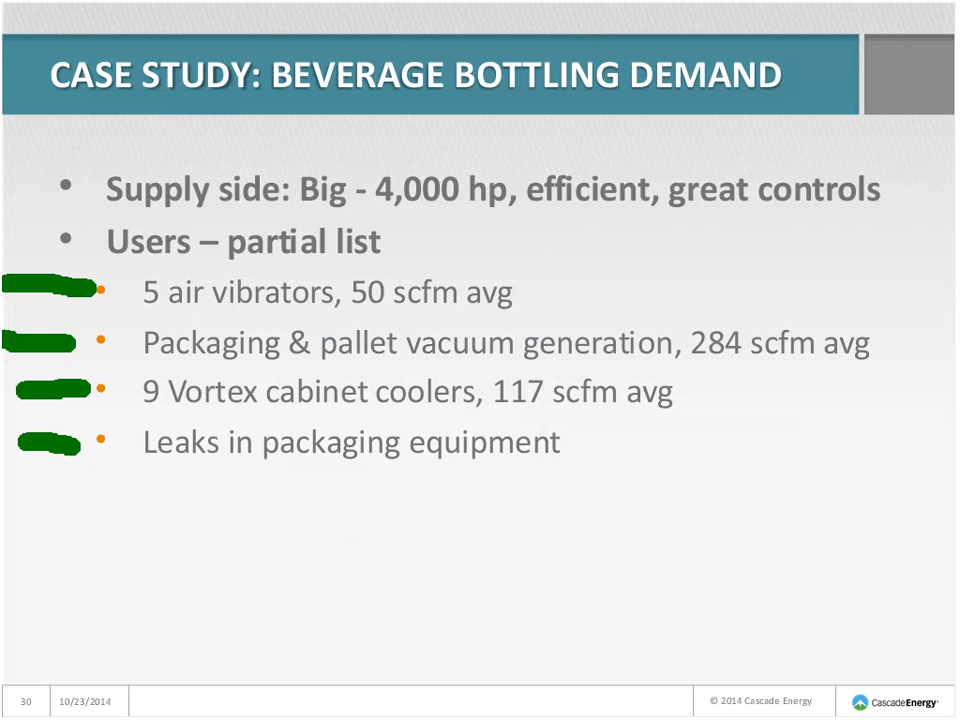 CASE STUDY: BEVERAGE BOTTLING DEMAND
• Supply side: Big - 4,000 hp, efficient, great controls
• Users – partial list
• 5 air vibrators, 50 scfm avg
• Packaging & pallet vacuum generation, 284 scfm avg
• 9 Vortex cabinet coolers, 117 scfm avg
• Leaks in packaging equipment
30 10/23/2014 © 2014 Cascade Energy CascadeEnergy